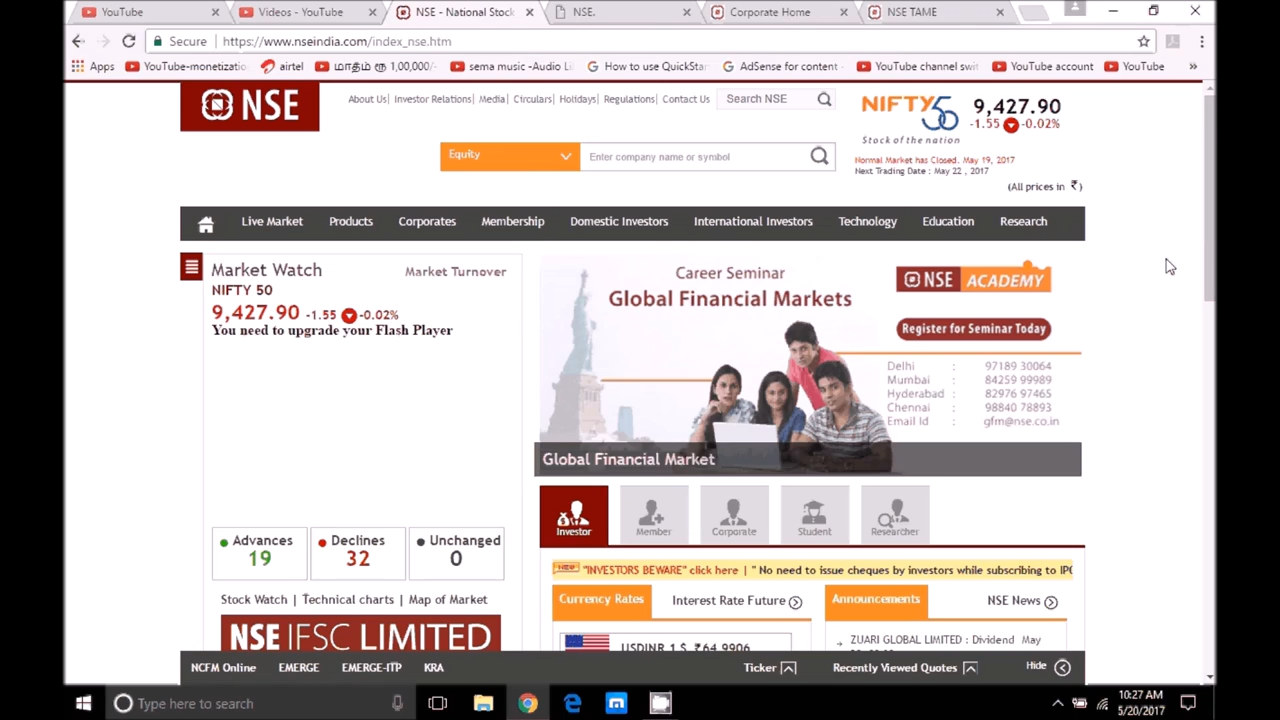 YouTube
Videos - YouTube
NSE - National Stock
NSE.
Corporate Home
NSE TAME
Secure
https://www.nseindia.com/index_nse.htm
Apps
YouTube-monetizatio
airtel
மாதம் ரூ 1,00,000/-
sema music -Audio Li
How to use QuickStar
AdSense for content -
YouTube channel swit
YouTube account
YouTube
»
NSE
About Us| Investor Relations| Media| Circulars| Holidays| Regulations| Contact Us
Search NSE
NIFTY 50
Stock of the nation
9,427.90
-1.55 -0.02%
Equity
Enter company name or symbol
Normal Market has Closed. May 19, 2017
Next Trading Date : May 22 , 2017
(All prices in ₹)
Live Market
Products
Corporates
Membership
Domestic Investors
International Investors
Technology
Education
Research
Market Watch
Market Turnover
NIFTY 50
9,427.90 -1.55 -0.02%
You need to upgrade your Flash Player
Career Seminar
Global Financial Markets
NSE ACADEMY
Register for Seminar Today
Delhi : 97189 30064
Mumbai : 84259 99989
Hyderabad : 82976 97465
Chennai : 98840 78893
Email Id : gfm@nse.co.in
Global Financial Market
Investor
Member
Corporate
Student
Researcher
Advances
19
Declines
32
Unchanged
0
NEW "INVESTORS BEWARE" click here | " No need to issue cheques by investors while subscribing to IPO
Stock Watch | Technical charts | Map of Market
Currency Rates
Interest Rate Future
Announcements
NSE News
NSE IFSC LIMITED
USDINR 1 $ ₹64.9906
ZUARI GLOBAL LIMITED : Dividend May
NCFM Online
EMERGE
EMERGE-ITP
KRA
Ticker
Recently Viewed Quotes
Hide
Type here to search
10:27 AM
5/20/2017